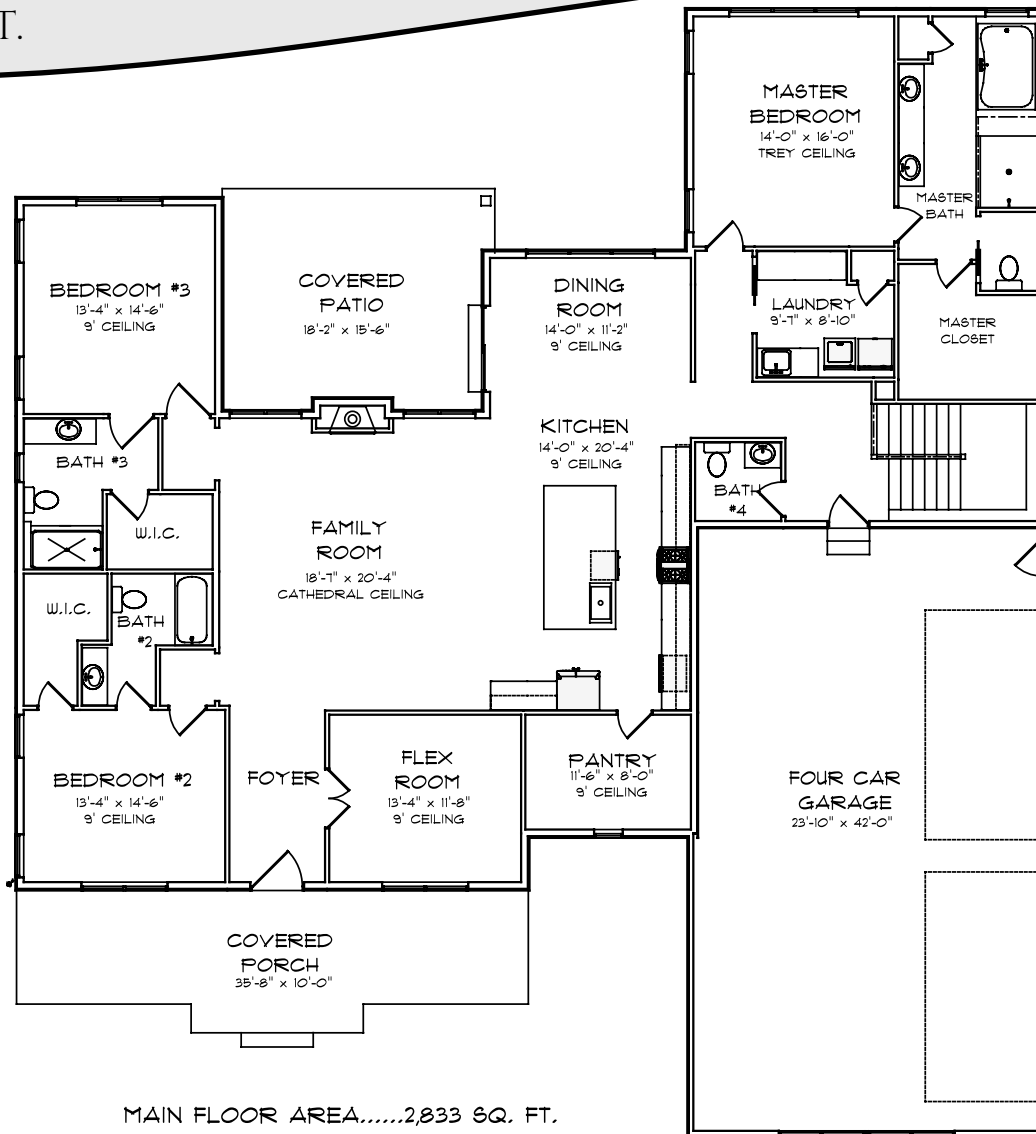 T.
MASTER
BEDROOM
14'-0" x 16'-0"
TREY CEILING
MASTER
BATH
BEDROOM #3
13'-4" x 14'-6"
9' CEILING
COVERED
PATIO
18'-2" x 15'-6"
DINING
ROOM
14'-0" x 11'-2"
9' CEILING
LAUNDRY
9'-7" x 8'-10"
MASTER
CLOSET
KITCHEN
14'-0" x 20'-4"
9' CEILING
BATH #3
BATH
#4
W.I.C.
FAMILY
ROOM
18'-7" x 20'-4"
CATHEDRAL CEILING
W.I.C.
BATH
#2
BEDROOM #2
13'-4" x 14'-6"
9' CEILING
FOYER
FLEX
ROOM
13'-4" x 11'-8"
9' CEILING
PANTRY
11'-6" x 8'-0"
9' CEILING
FOUR CAR
GARAGE
23'-10" x 42'-0"
COVERED
PORCH
35'-8" x 10'-0"
MAIN FLOOR AREA......2,833 SQ. FT.